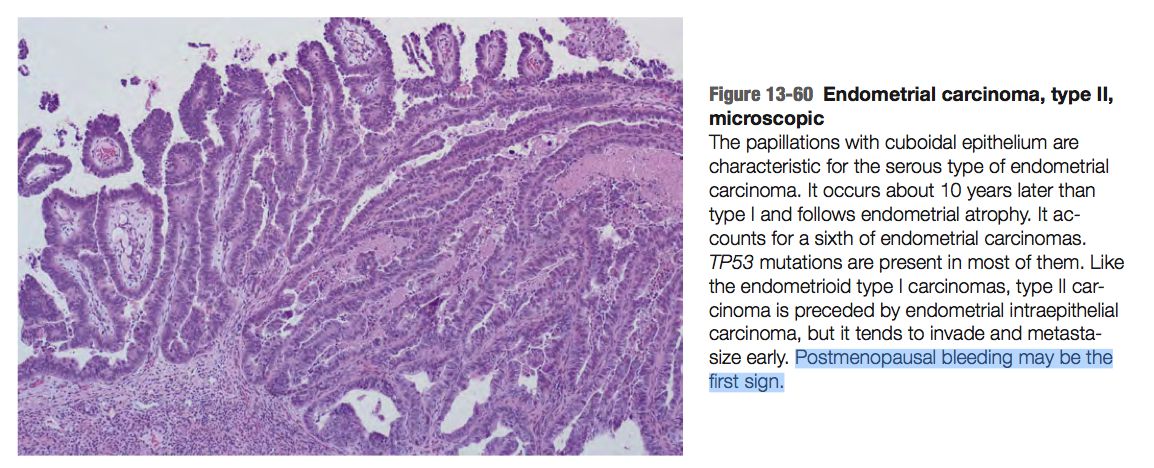 Figure 13-60 Endometrial carcinoma, type II,
microscopic
The papillations with cuboidal epithelium are
characteristic for the serous type of endometrial
carcinoma. It occurs about 10 years later than
type I and follows endometrial atrophy. It ac-
counts for a sixth of endometrial carcinomas.
TP53 mutations are present in most of them. Like
the endometrioid type I carcinomas, type II car-
cinoma is preceded by endometrial intraepithelial
carcinoma, but it tends to invade and metasta-
size early. Postmenopausal bleeding may be the
first sign.